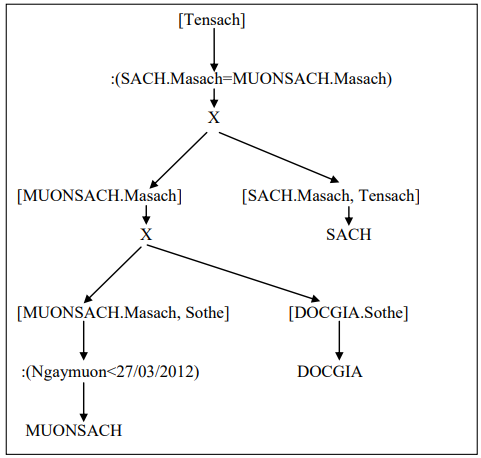 [Tensach]
:(SACH.Masach=MUONSACH.Masach)
X
[MUONSACH.Masach] [SACH.Masach, Tensach]
X SACH
[MUONSACH.Masach, Sothe] [DOCGIA.Sothe]
:(Ngaymuon<27/03/2012) DOCGIA
MUONSACH